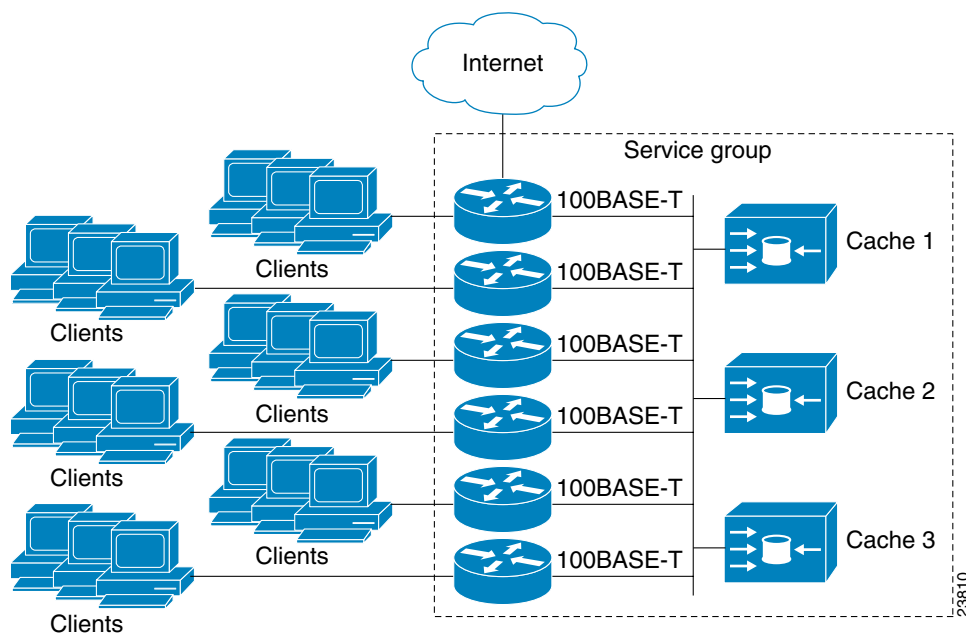 Internet
Service group
100BASE-T
Clients
Cache 1
100BASE-T
Clients
100BASE-T
Clients
Cache 2
100BASE-T
Clients
100BASE-T
Clients
Cache 3
100BASE-T
Clients
23810